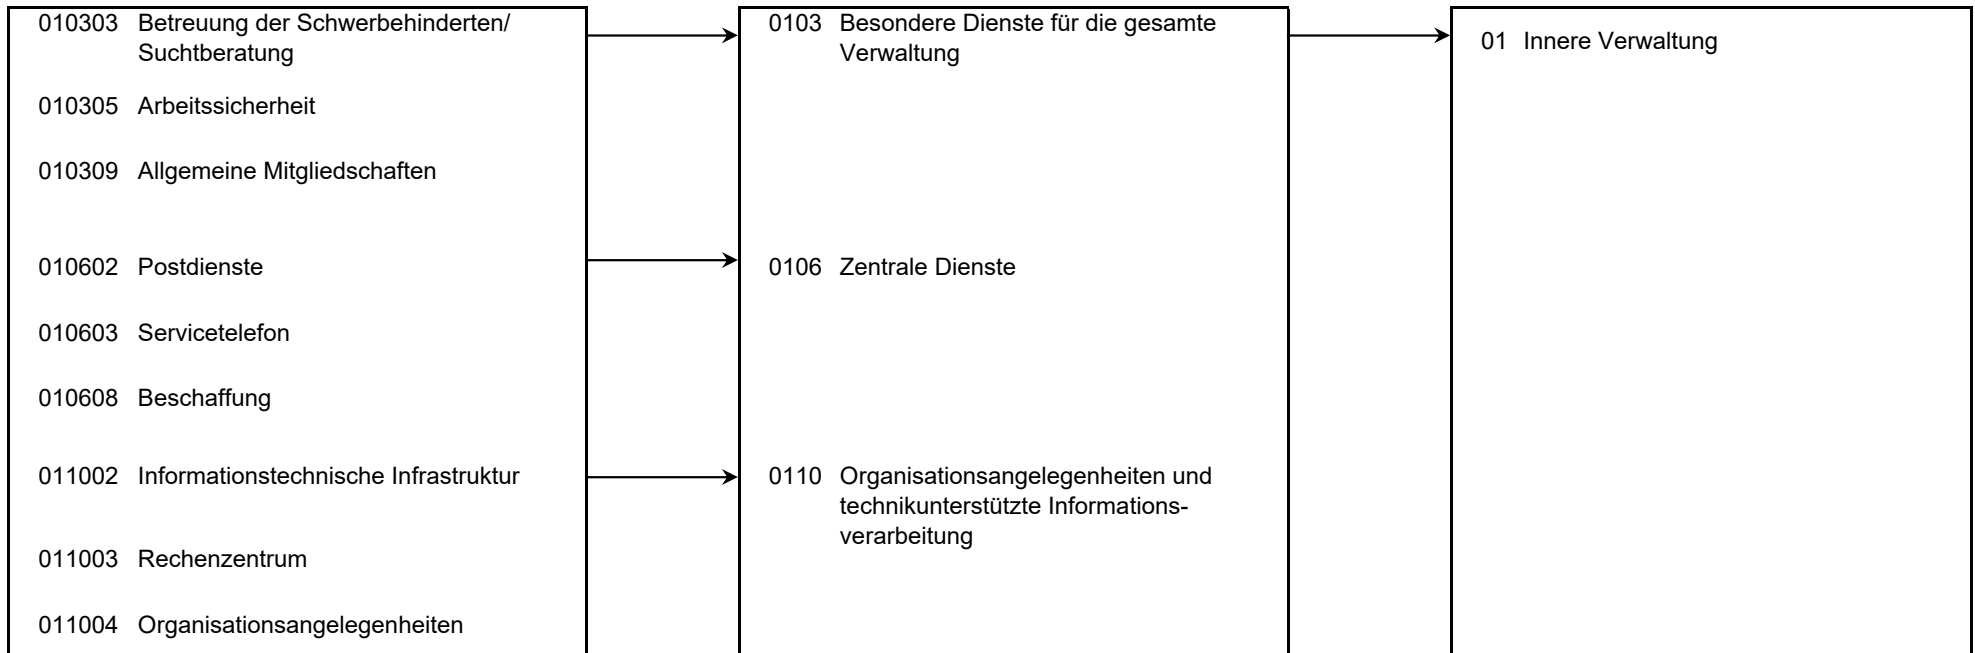 010303 Betreuung der Schwerbehinderten/
Suchtberatung
010305 Arbeitssicherheit
010309 Allgemeine Mitgliedschaften
010602 Postdienste
010603 Servicetelefon
010608 Beschaffung
011002 Informationstechnische Infrastruktur
011003 Rechenzentrum
011004 Organisationsangelegenheiten
0103 Besondere Dienste für die gesamte
Verwaltung
0106 Zentrale Dienste
0110 Organisationsangelegenheiten und
technikunterstützte Informations-
verarbeitung
01 Innere Verwaltung